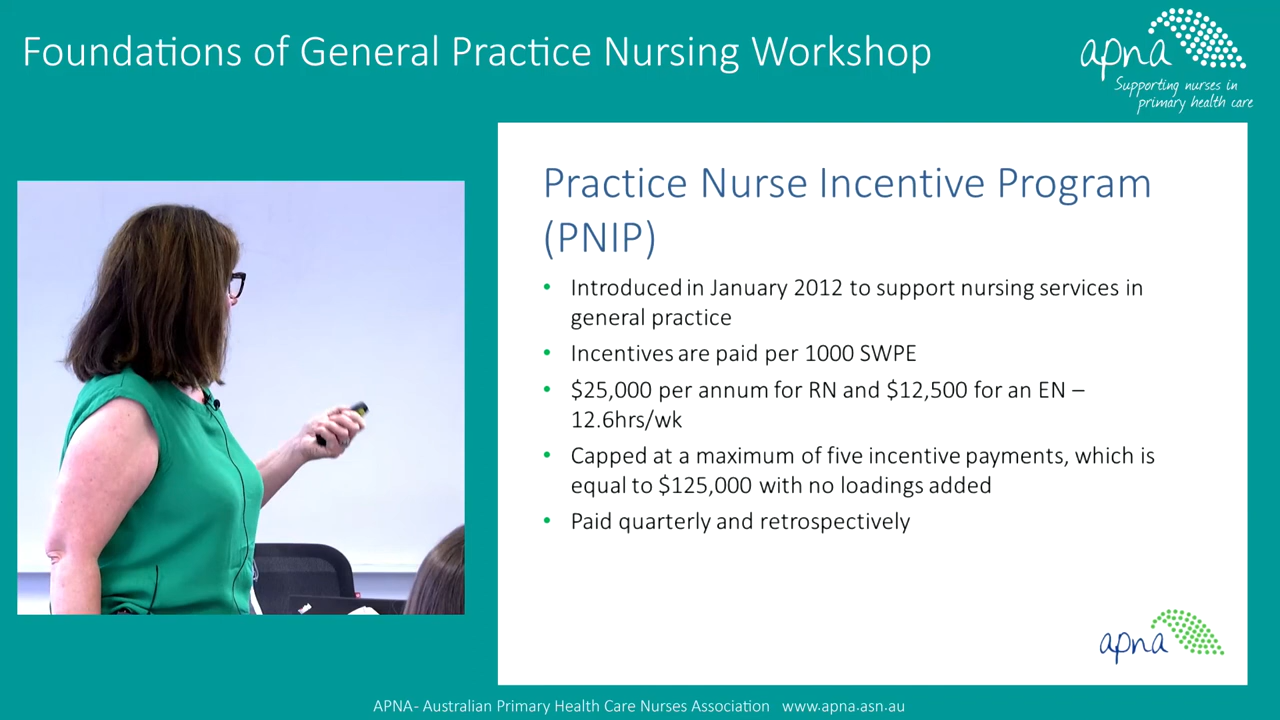 Foundations of General Practice Nursing Workshop
apna
Supporting nurses in
primary health care
Practice Nurse Incentive Program
(PNIP)
• Introduced in January 2012 to support nursing services in
general practice
• Incentives are paid per 1000 SWPE
• $25,000 per annum for RN and $12,500 for an EN –
12.6hrs/wk
• Capped at a maximum of five incentive payments, which is
equal to $125,000 with no loadings added
• Paid quarterly and retrospectively
apna
APNA- Australian Primary Health Care Nurses Association www.apna.asn.au